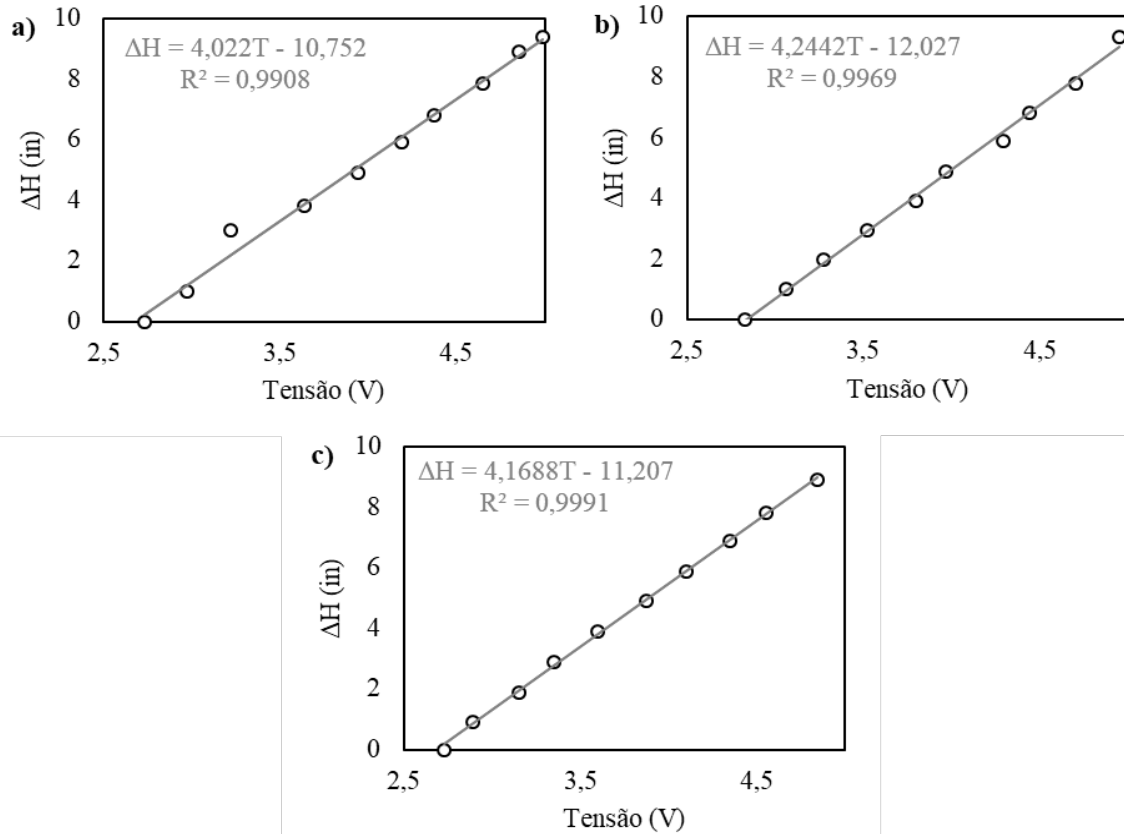 a)
ΔH = 4,022T - 10,752
R² = 0,9908
ΔH (in)
10
8
6
4
2
0
2,5
3,5
4,5
Tensão (V)
b)
ΔH = 4,2442T - 12,027
R² = 0,9969
ΔH (in)
10
8
6
4
2
0
2,5
3,5
4,5
Tensão (V)
c)
ΔH = 4,1688T - 11,207
R² = 0,9991
ΔH (in)
10
8
6
4
2
0
2,5
3,5
4,5
Tensão (V)